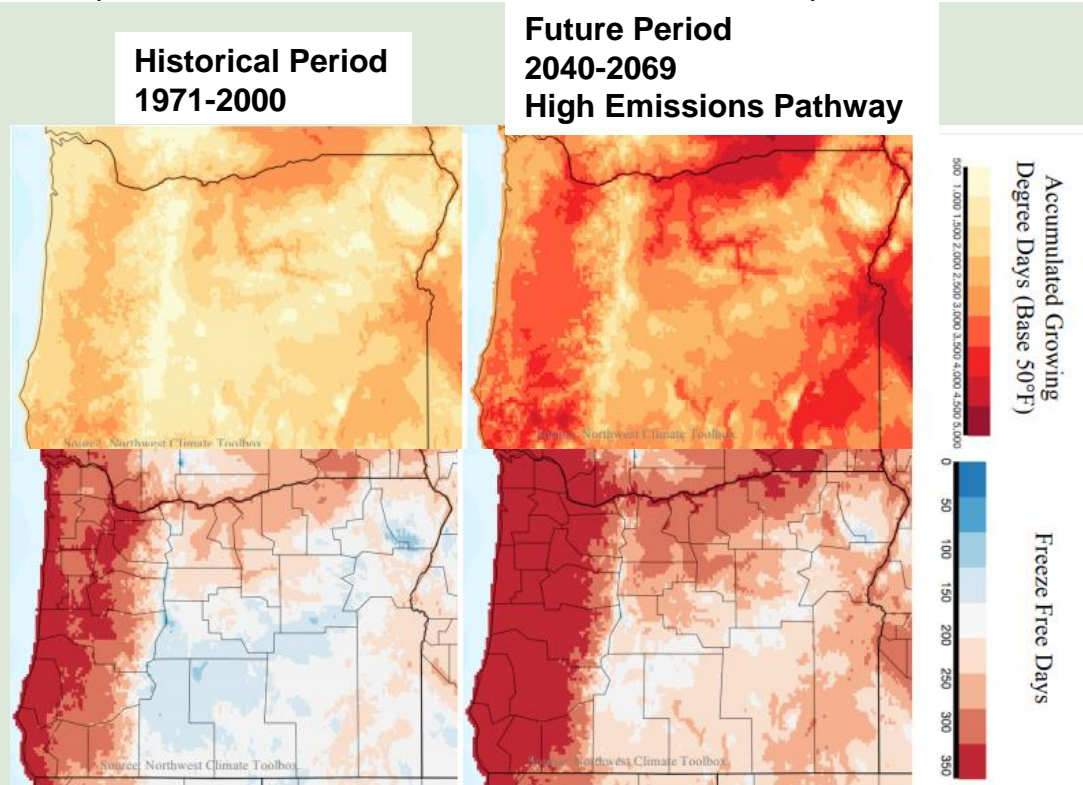 Historical Period
1971-2000
Future Period
2040-2069
High Emissions Pathway
Source: Northwest Climate Toolbox
Northwest Climate Toolbox
Accumulated Growing
Degree Days (Base 50°F)
500 1,000 1,500 2,000 2,500 3,000 3,500 4,000 4,500 5,000
Source: Northwest Climate Toolbox
Northwest Climate Toolbox
Freeze Free Days
0 50 100 150 200 250 300 350